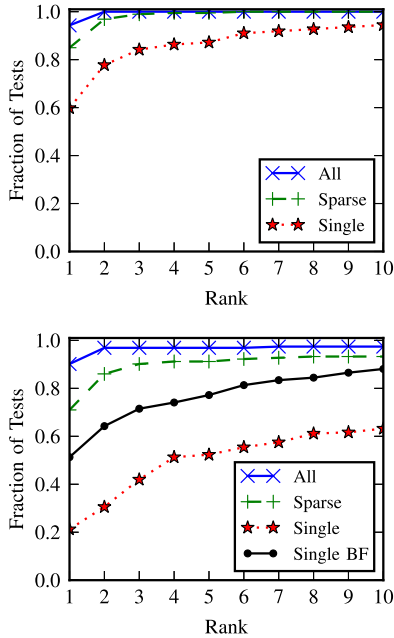 1.0
0.8
0.6
0.4
0.2
0.0
Fraction of Tests
All
Sparse
Single
1 2 3 4 5 6 7 8 9 10
Rank
1.0
0.8
0.6
0.4
0.2
0.0
Fraction of Tests
All
Sparse
Single
Single BF
1 2 3 4 5 6 7 8 9 10
Rank